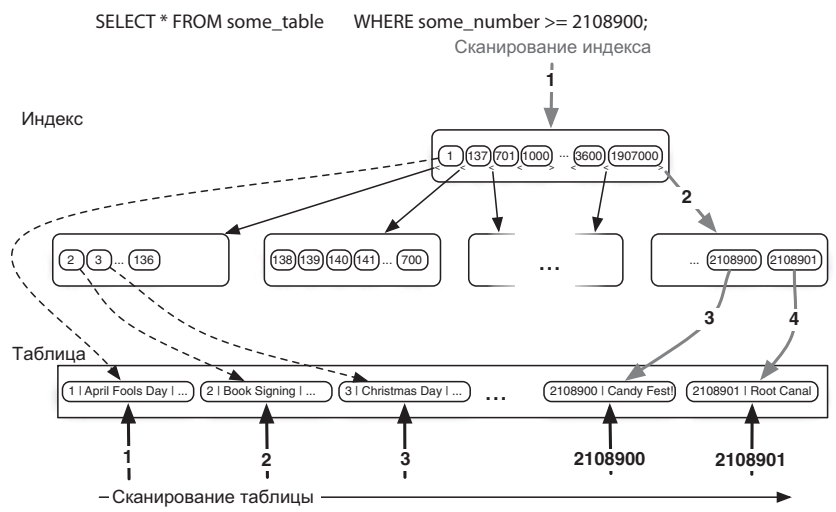 SELECT * FROM some_table WHERE some_number >= 2108900;
Сканирование индекса
1
Индекс
1 137 701 1000 ... 3600 1907000
< < < < > < > >
2
2 3 ... 136
138 139 140 141 ... 700
...
... 2108900 2108901
3 4
Таблица
1 | April Fools Day | ...
2 | Book Signing | ...
3 | Christmas Day | ...
...
2108900 | Candy Fest!
2108901 | Root Canal
1 2 3 2108900 2108901
Сканирование таблицы